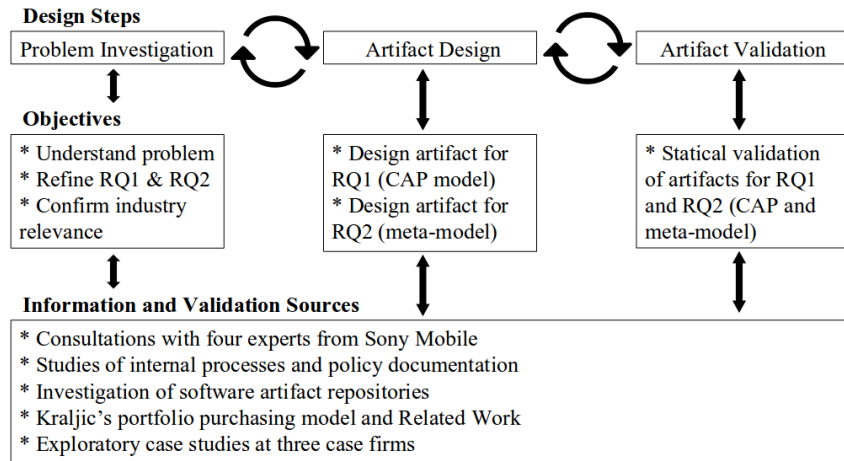 Design Steps
Problem Investigation
Artifact Design
Artifact Validation
Objectives
* Understand problem
* Refine RQ1 & RQ2
* Confirm industry
relevance
* Design artifact for
RQ1 (CAP model)
* Design artifact for
RQ2 (meta-model)
* Statical validation
of artifacts for RQ1
and RQ2 (CAP and
meta-model)
Information and Validation Sources
* Consultations with four experts from Sony Mobile
* Studies of internal processes and policy documentation
* Investigation of software artifact repositories
* Kraljic’s portfolio purchasing model and Related Work
* Exploratory case studies at three case firms